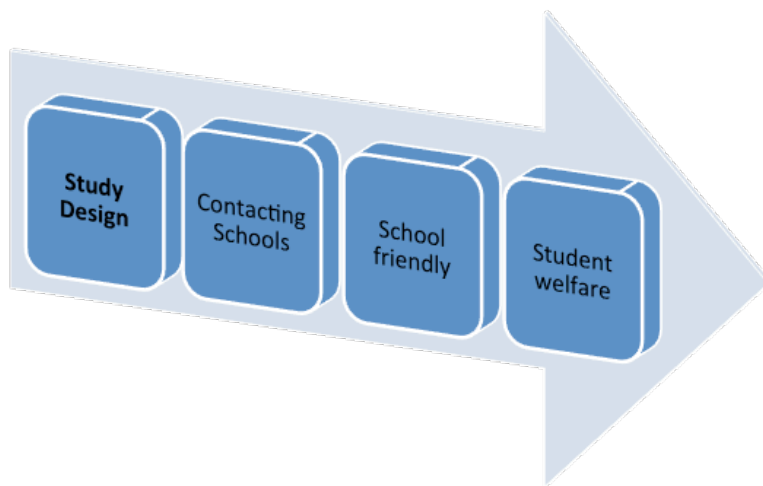 Study
Design
Contacting
Schools
School
friendly
Student
welfare